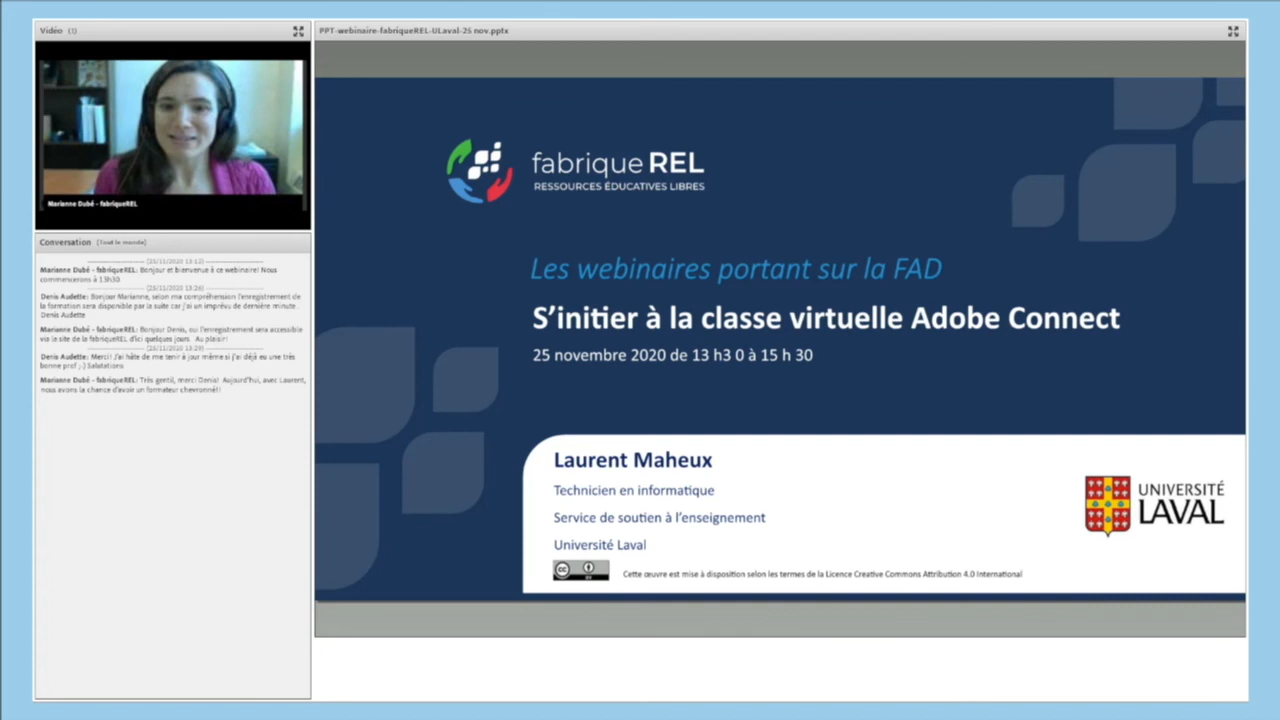 Vidéo (1)
Marianne Dubé - fabriqueREL
Conversation (Tout le monde)
(25/11/2020 13:12)
Marianne Dubé - fabriqueREL: Bonjour et bienvenue à ce webinaire! Nous
commencerons à 13h30.
(25/11/2020 13:26)
Denis Audette: Bonjour Marianne, selon ma compréhension l'enregistrement de
la formation sera disponible par la suite car j'ai un imprévu de dernière minute.
Denis Audette
Marianne Dubé - fabriqueREL: Bonjour Denis, oui l'enregistrement sera accessible
via le site de la fabriqueREL d'ici quelques jours. Au plaisir!
(25/11/2020 13:29)
Denis Audette: Merci! J'ai hâte de me tenir à jour même si j'ai déjà eu une très
bonne prof ;-) Salutations
Marianne Dubé - fabriqueREL: Très gentil, merci Denis! Aujourd'hui, avec Laurent,
nous avons la chance d'avoir un formateur chevronné!!
PPT-webinaire-fabriqueREL-ULaval-25 nov.pptx
fabrique REL
RESSOURCES ÉDUCATIVES LIBRES
Les webinaires portant sur la FAD
S'initier à la classe virtuelle Adobe Connect
25 novembre 2020 de 13 h3 0 à 15 h 30
Laurent Maheux
Technicien en informatique
Service de soutien à l'enseignement
Université Laval
UNIVERSITÉ
LAVAL
CC
BY
Cette œuvre est mise à disposition selon les termes de la Licence Creative Commons Attribution 4.0 International